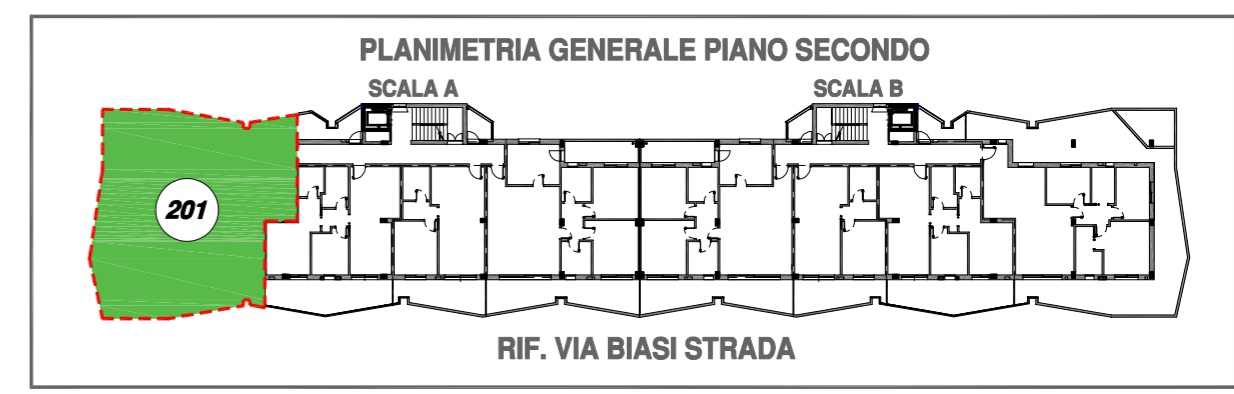 PLANIMETRIA GENERALE PIANO SECONDO
SCALA A
SCALA B
201
RIF. VIA BIASI STRADA